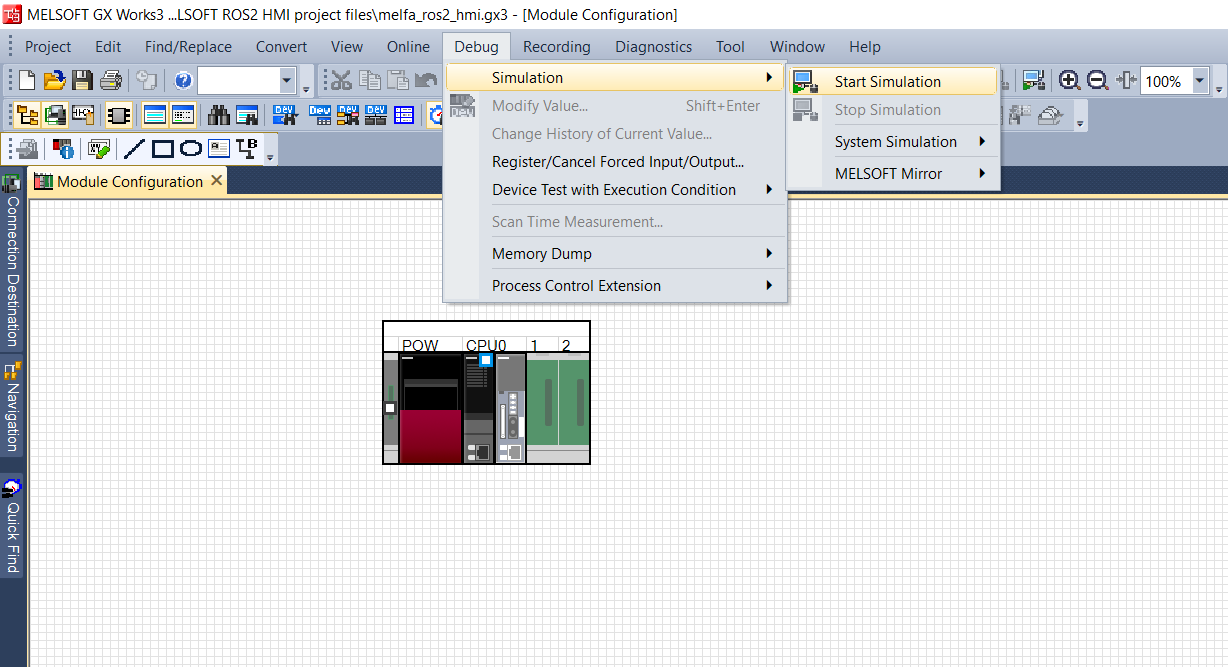 MELSOFT GX Works3 ...LSOFT ROS2 HMI project files\melfa_ros2_hmi.gx3 - [Module Configuration]
Project Edit Find/Replace Convert View Online Debug Recording Diagnostics Tool Window Help
100%
Simulation
Modify Value... Shift+Enter
Change History of Current Value...
Register/Cancel Forced Input/Output...
Device Test with Execution Condition
Scan Time Measurement...
Memory Dump
Process Control Extension
Start Simulation
Stop Simulation
System Simulation
MELSOFT Mirror
Module Configuration
Connection Destination
Navigation
Quick Find
POW CPU0 1 2